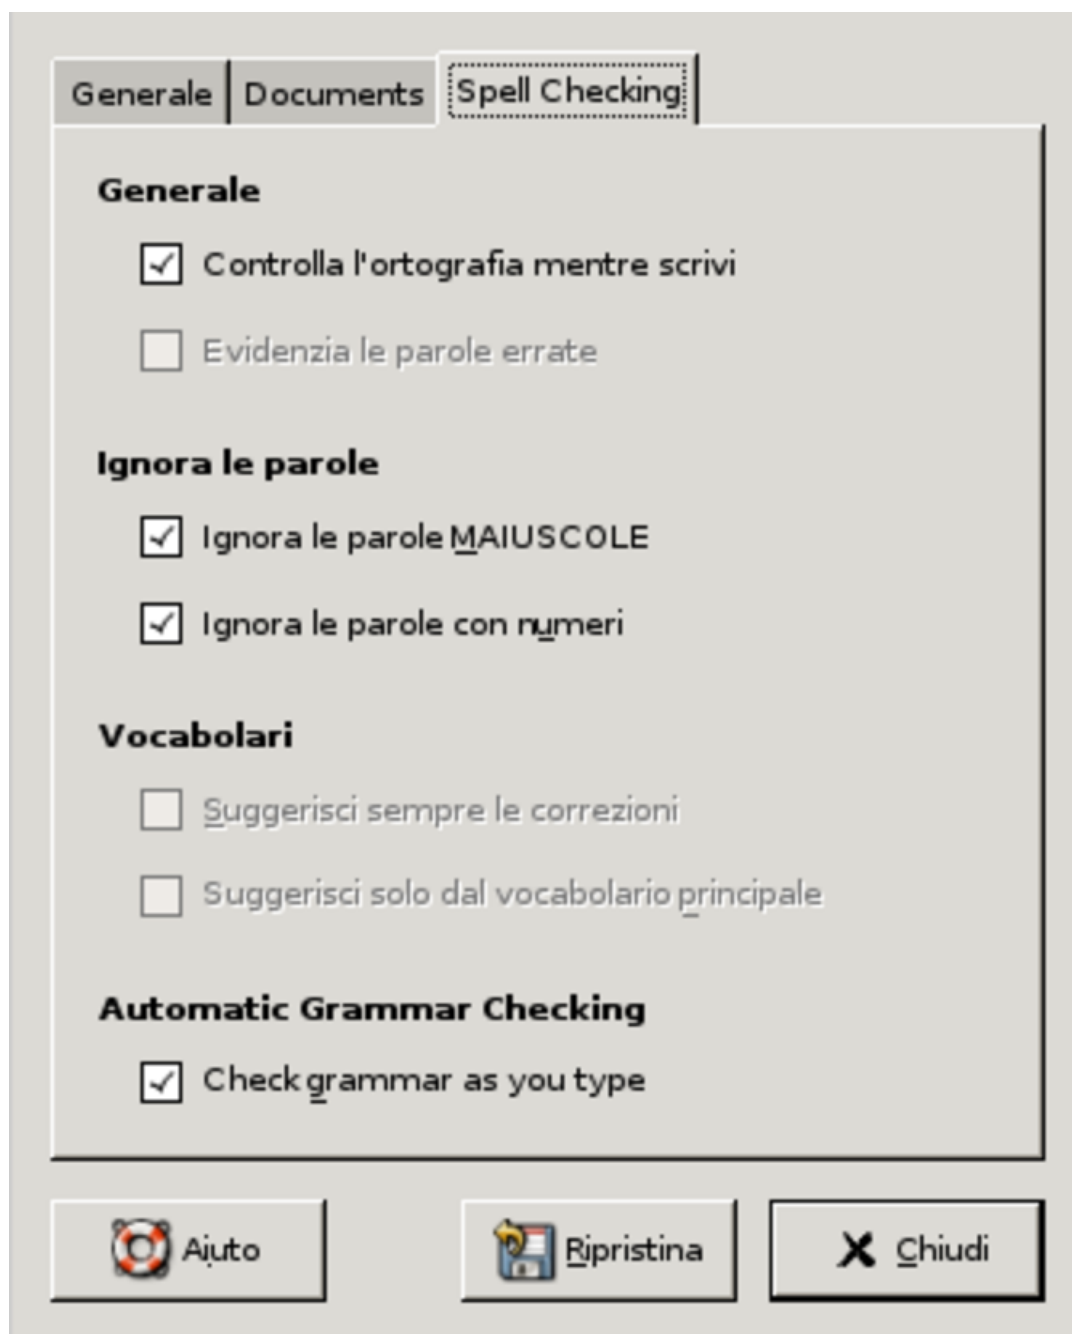 Generale Documents Spell Checking
Generale
Controlla l'ortografia mentre scrivi
Evidenzia le parole errate
Ignora le parole
Ignora le parole MAIUSCOLE
Ignora le parole con numeri
Vocabolari
Suggerisci sempre le correzioni
Suggerisci solo dal vocabolario principale
Automatic Grammar Checking
Check grammar as you type
Aiuto Ripristina Chiudi